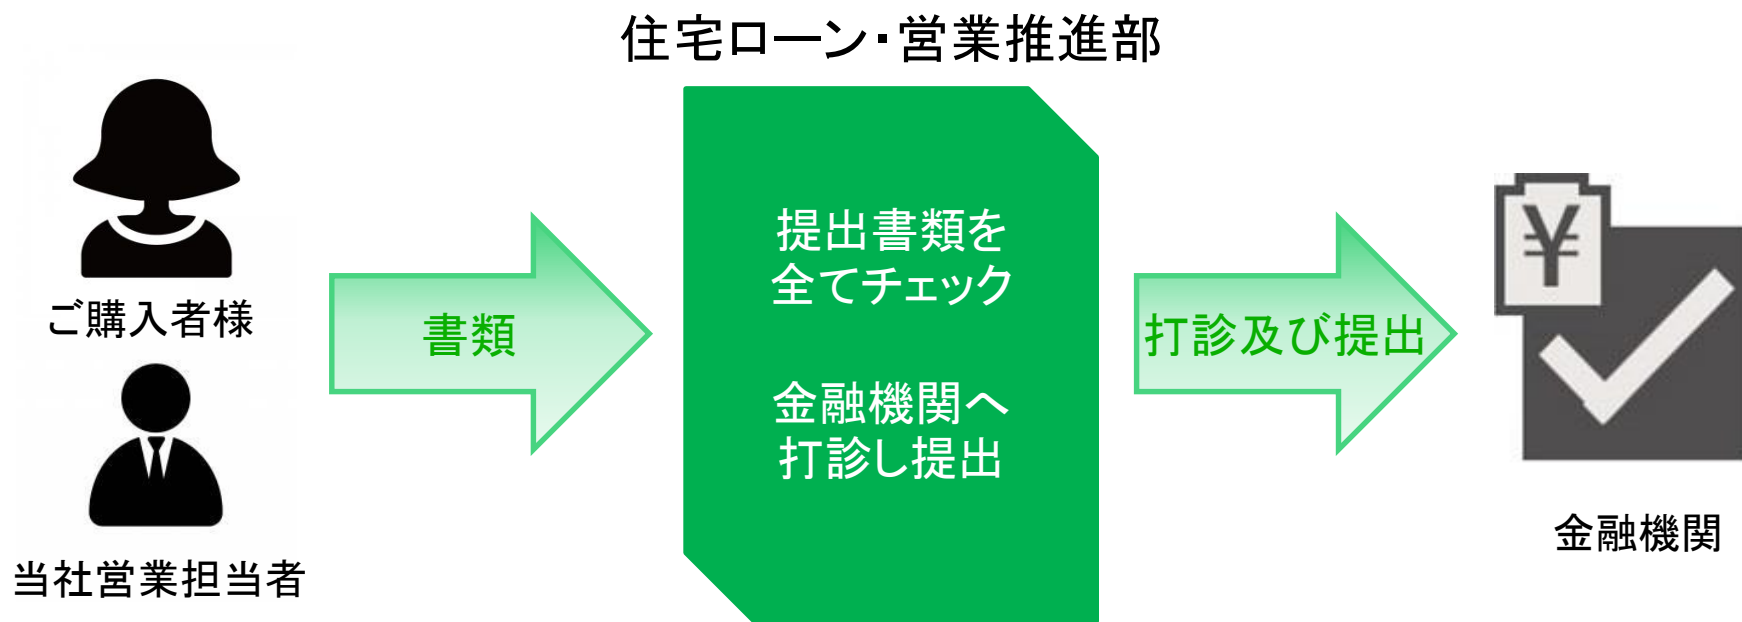 住宅ローン・営業推進部
ご購入者様
当社営業担当者
書類
提出書類を
全てチェック
金融機関へ
打診し提出
打診及び提出
¥
金融機関